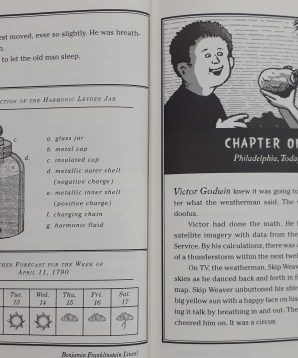 est moved, ever so slightly. He was breath-
to let the old man sleep.
CTION OF THE HARMONIC LEYDEN JAR
c.
d.
a. glass jar
b. metal cap
c. insulated cap
d. metallic outer shell
(negative charge)
e. metallic inner shell
(positive charge)
f. charging chain
g. harmonic fluid
THER FORECAST FOR THE WEEK OF
APRIL 11, 1790
Tue. Wed. Thu. Fri. Sat.
13 14 15 16 17
Benjamin Franklinstein Lives!
CHAPTER O
Philadelphia, Toda
Victor Godwin knew it was going to
ter what the weatherman said. The
doofus.
Victor had done the math. He
satellite imagery with data from the
Service. By his calculations, there was a
of a thunderstorm within the next twe
On TV, the weatherman, Skip Weaver
skies as he danced back and forth in f
map. Skip Weaver unbuttoned his shir
big yellow sun with a happy face on his
ing it talk by breathing in and out. The
cheered him on. It was a circus.